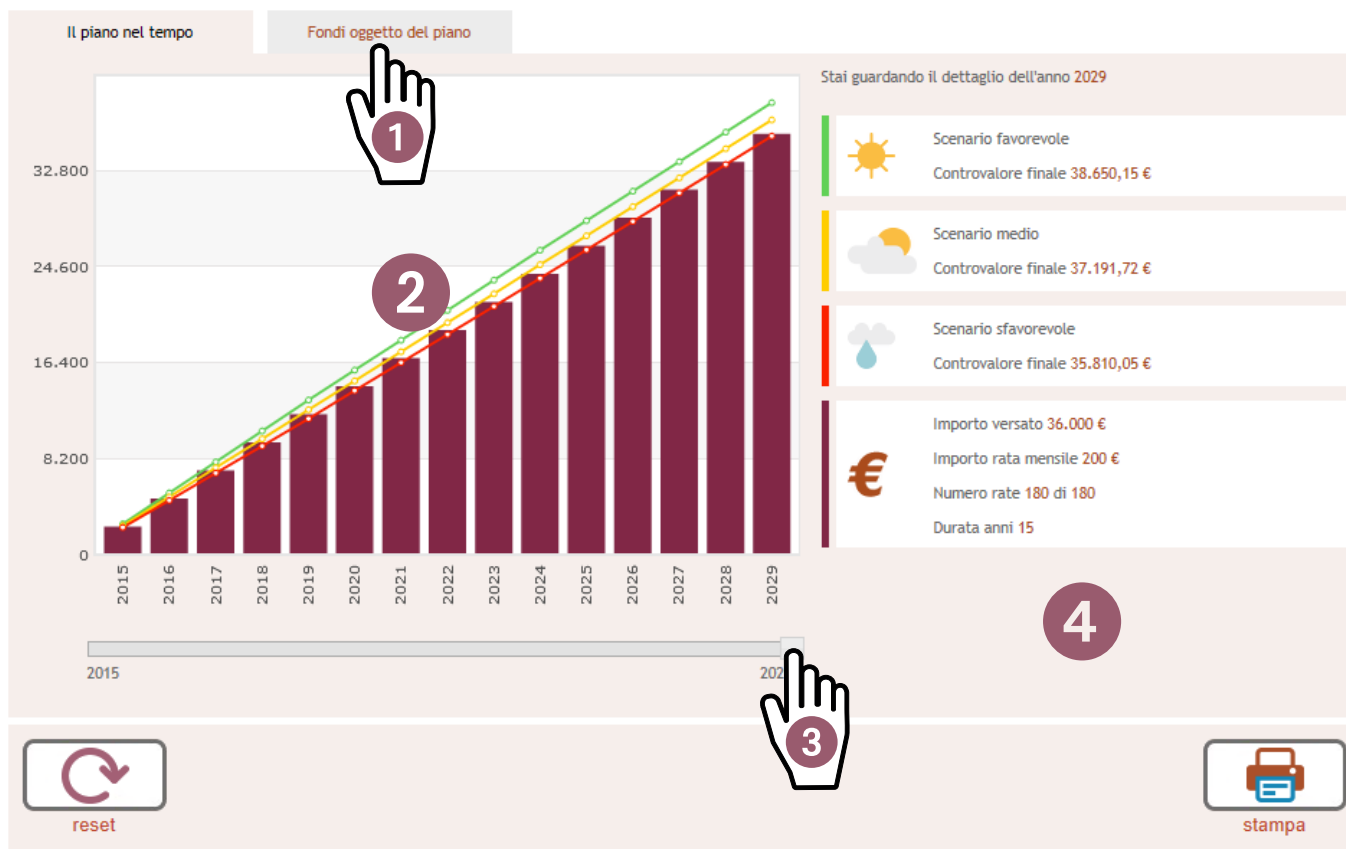 Il piano nel tempo
Fondi oggetto del piano
1
Stai guardando il dettaglio dell'anno 2029
Scenario favorevole
Controvalore finale 38.650,15 €
Scenario medio
Controvalore finale 37.191,72 €
Scenario sfavorevole
Controvalore finale 35.810,05 €
€
Importo versato 36.000 €
Importo rata mensile 200 €
Numero rate 180 di 180
Durata anni 15
32.800
24.600
16.400
8.200
0
2
2015
2016
2017
2018
2019
2020
2021
2022
2023
2024
2025
2026
2027
2028
2029
4
2015
202
3
reset
stampa